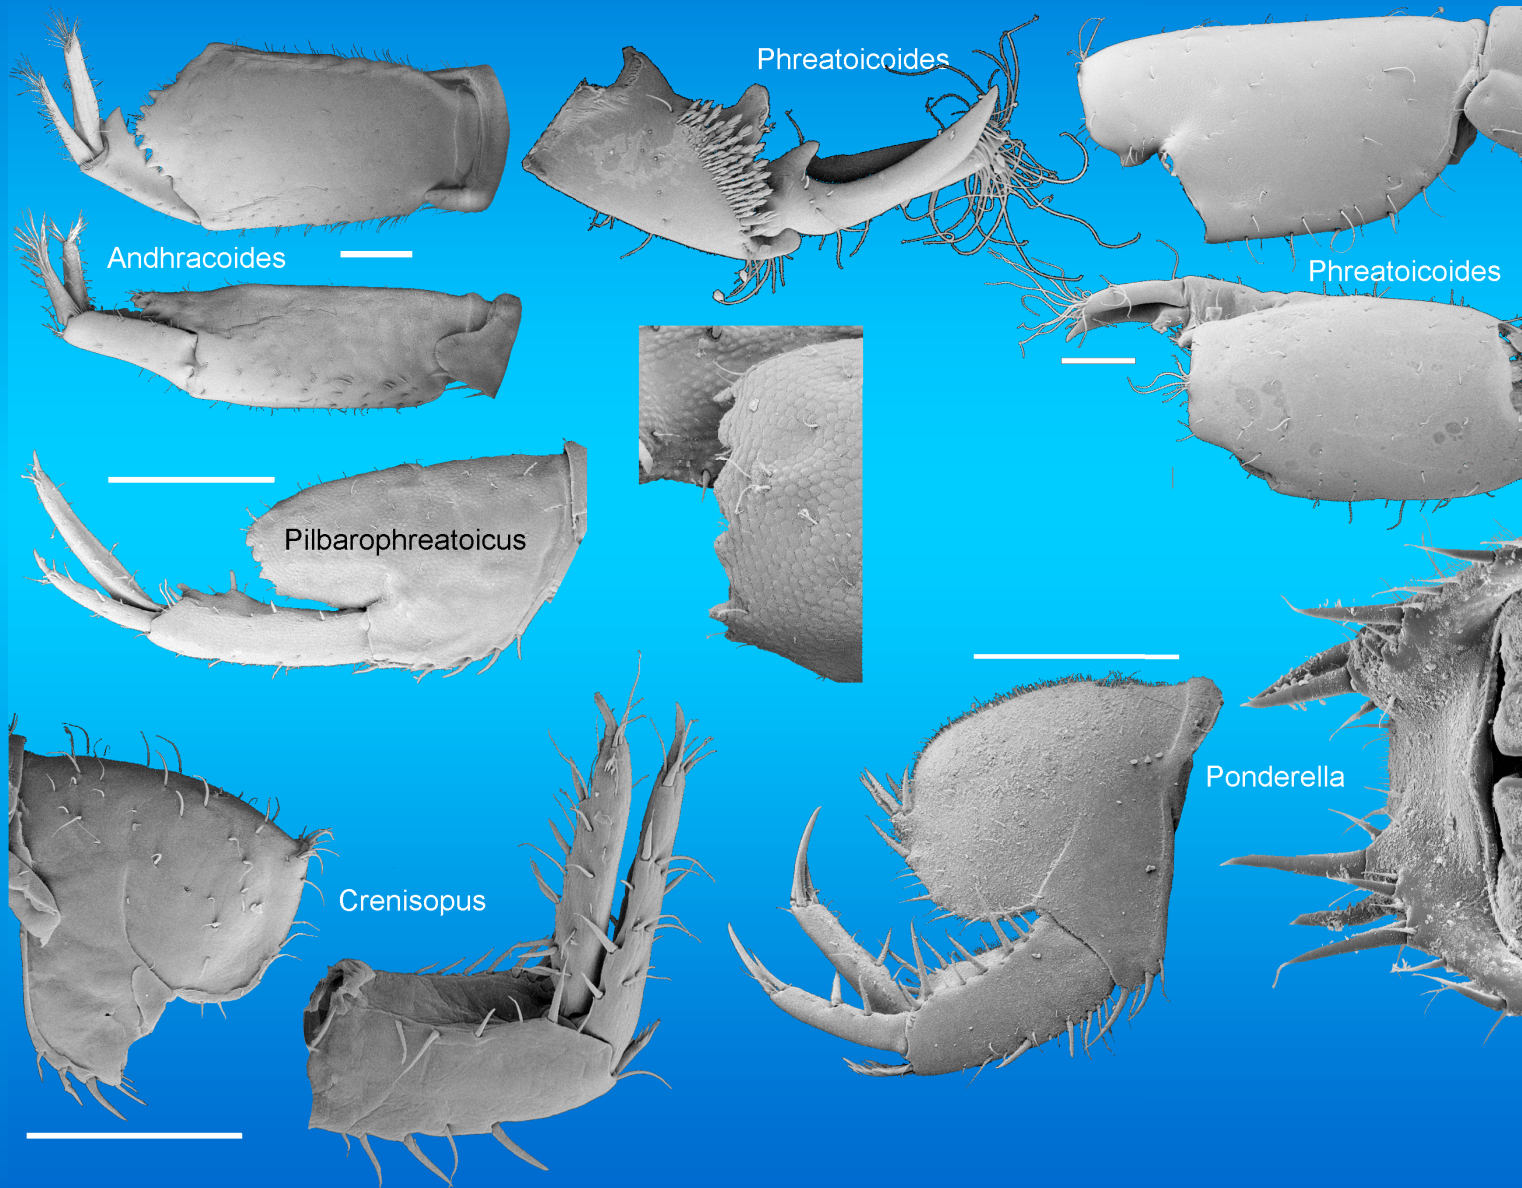 Phreatoicoides
Andhracoides
Phreatoicoides
Pilbarophreatoicus
Ponderella
Crenisopus